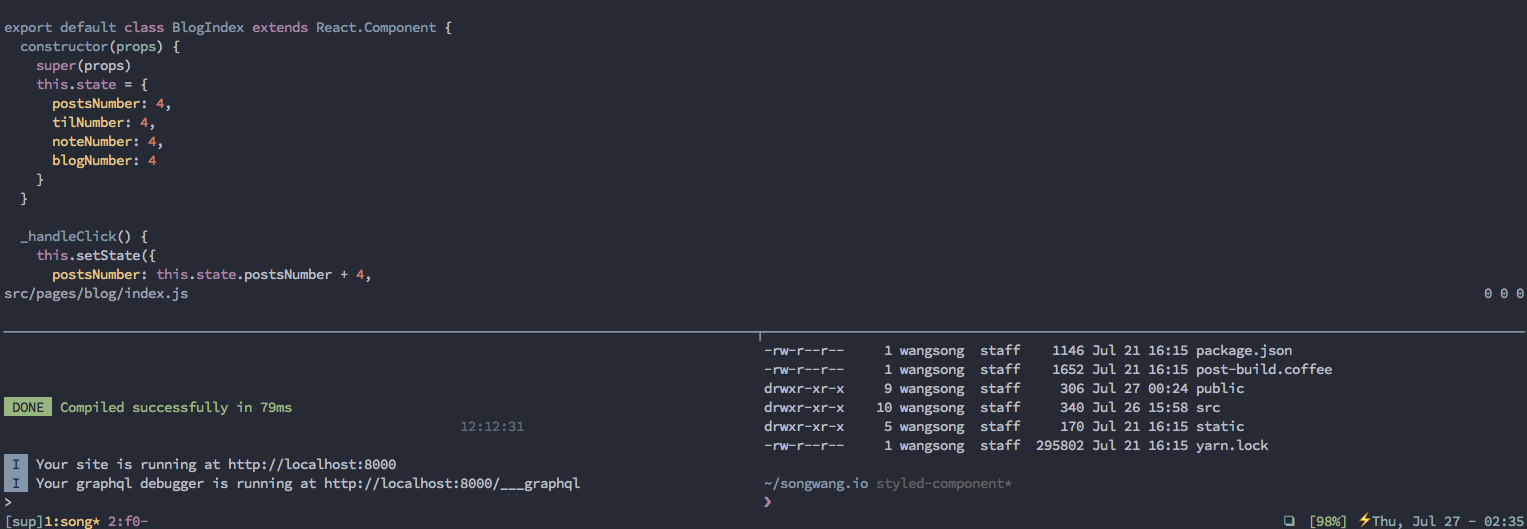 export default class BlogIndex extends React.Component {
constructor(props) {
super(props)
this.state = {
postsNumber: 4,
tilNumber: 4,
noteNumber: 4,
blogNumber: 4
}
}
_handleClick() {
this.setState({
postsNumber: this.state.postsNumber + 4,
src/pages/blog/index.js 0 0 0
DONE Compiled successfully in 79ms
12:12:31
I Your site is running at http://localhost:8000
I Your graphql debugger is running at http://localhost:8000/___graphql
>
-rw-r--r-- 1 wangsong staff 1146 Jul 21 16:15 package.json
-rw-r--r-- 1 wangsong staff 1652 Jul 21 16:15 post-build.coffee
drwxr-xr-x 9 wangsong staff 306 Jul 27 00:24 public
drwxr-xr-x 10 wangsong staff 340 Jul 26 15:58 src
drwxr-xr-x 5 wangsong staff 170 Jul 21 16:15 static
-rw-r--r-- 1 wangsong staff 295802 Jul 21 16:15 yarn.lock
~/songwang.io styled-component*
❯
[sup]1:song* 2:f0- ❏ [98%] ⚡Thu, Jul 27 - 02:35